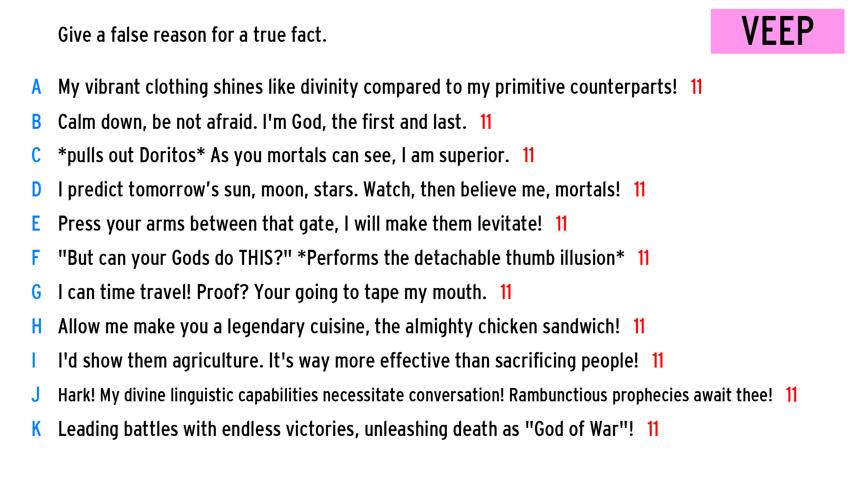 Give a false reason for a true fact.
VEEP
A My vibrant clothing shines like divinity compared to my primitive counterparts! 11
B Calm down, be not afraid. I'm God, the first and last. 11
C *pulls out Doritos* As you mortals can see, I am superior. 11
D I predict tomorrow's sun, moon, stars. Watch, then believe me, mortals! 11
E Press your arms between that gate, I will make them levitate! 11
F "But can your Gods do THIS?" *Performs the detachable thumb illusion* 11
G I can time travel! Proof? Your going to tape my mouth. 11
H Allow me make you a legendary cuisine, the almighty chicken sandwich! 11
I I'd show them agriculture. It's way more effective than sacrificing people! 11
J Hark! My divine linguistic capabilities necessitate conversation! Rambunctious prophecies await thee! 11
K Leading battles with endless victories, unleashing death as "God of War"! 11